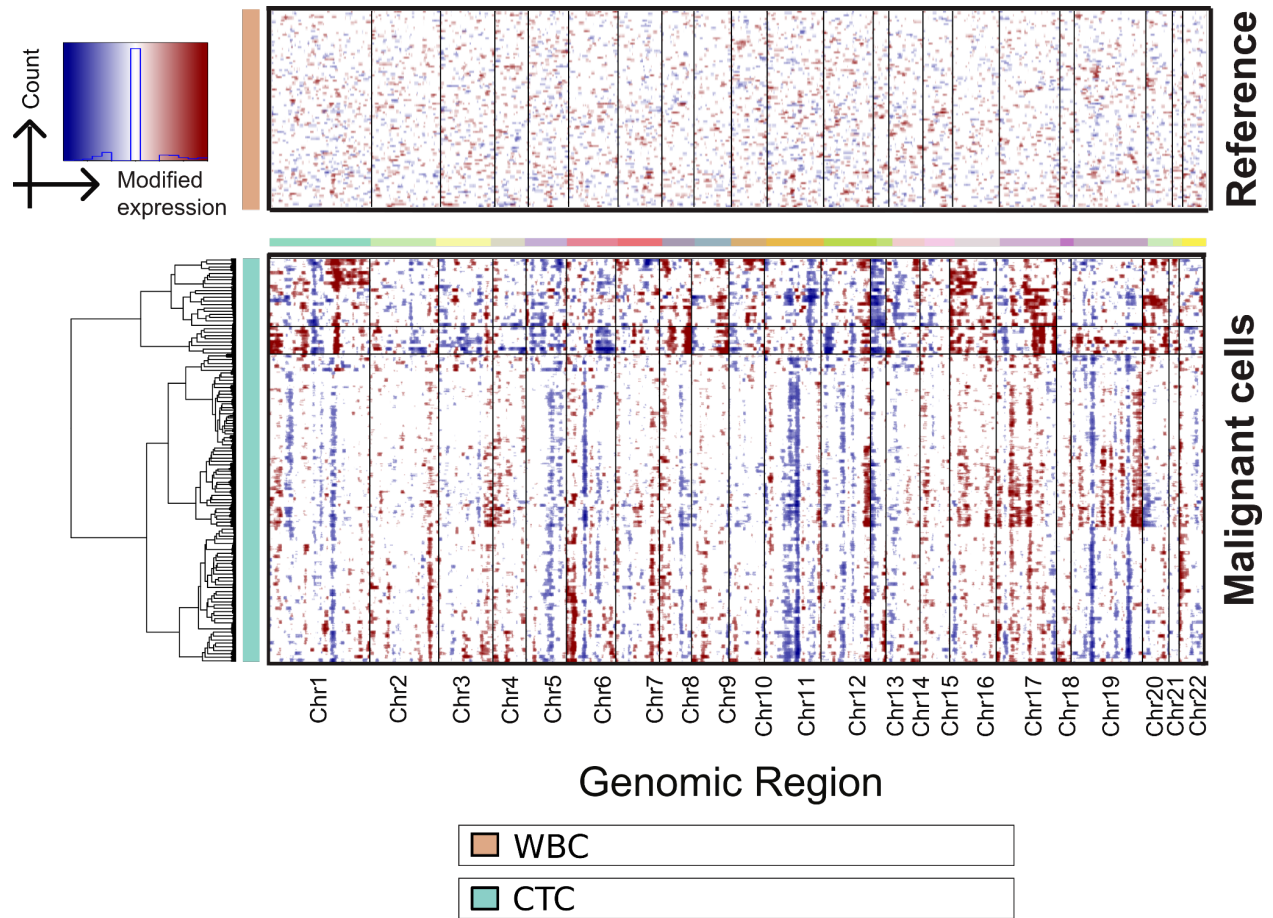 Count
Modified
expression
Reference
Malignant cells
Chr1
Chr2
Chr3
Chr4
Chr5
Chr6
Chr7
Chr8
Chr9
Chr10
Chr11
Chr12
Chr13
Chr14
Chr15
Chr16
Chr17
Chr18
Chr19
Chr20
Chr21
Chr22
Genomic Region
WBC
CTC